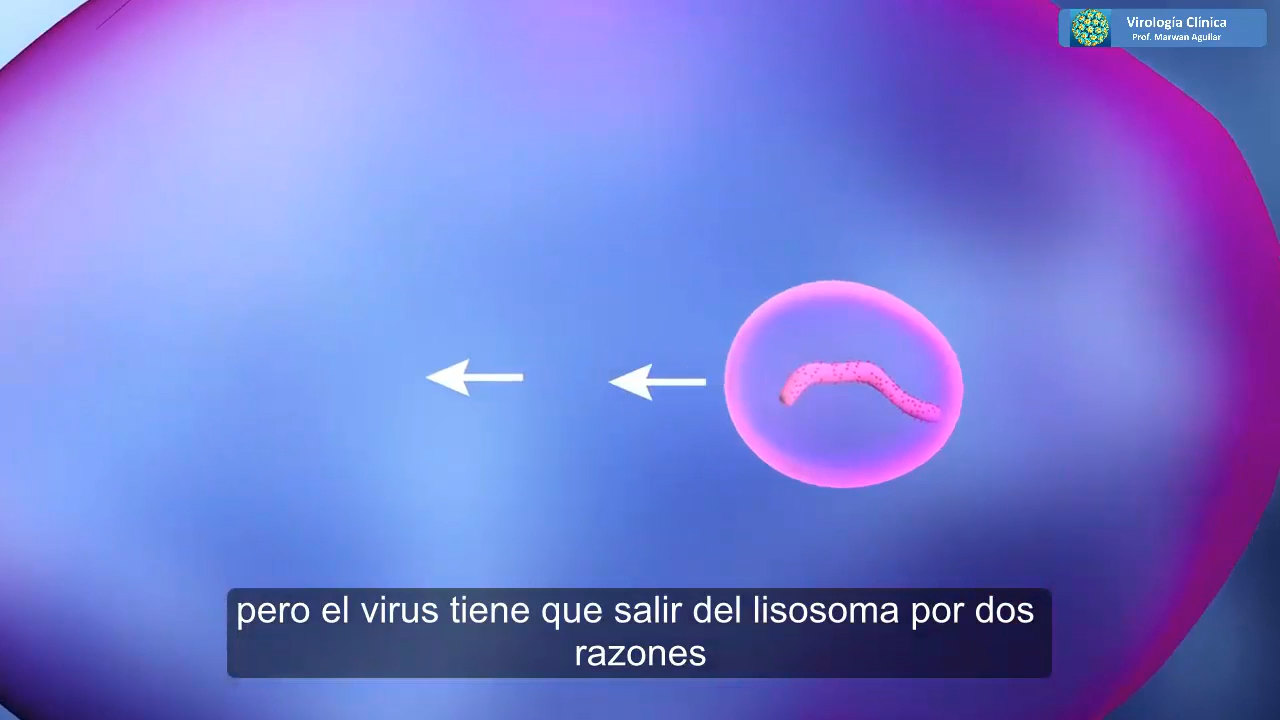 Virología Clínica
Prof. Marwan Aguilar
pero el virus tiene que salir del lisosoma por dos
razones